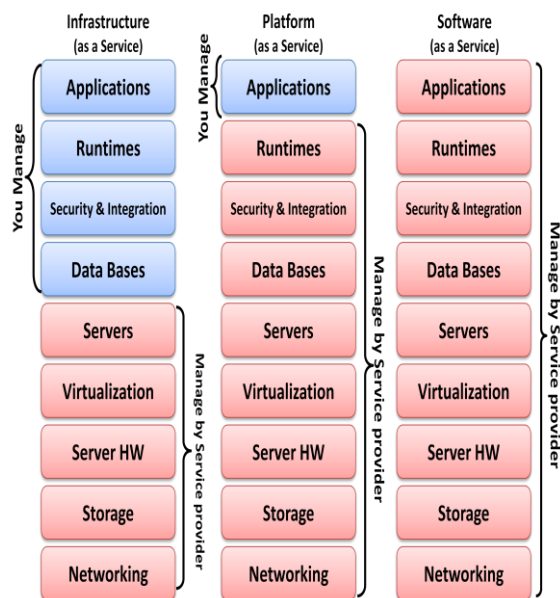 Infrastructure
(as a Service)
You Manage
Applications
Runtimes
Security & Integration
Data Bases
Servers
Virtualization
Server HW
Storage
Networking
Manage by Service provider
Platform
(as a Service)
You Manage
Applications
Runtimes
Security & Integration
Data Bases
Servers
Virtualization
Server HW
Storage
Networking
Manage by Service provider
Software
(as a Service)
Applications
Runtimes
Security & Integration
Data Bases
Servers
Virtualization
Server HW
Storage
Networking
Manage by Service provider